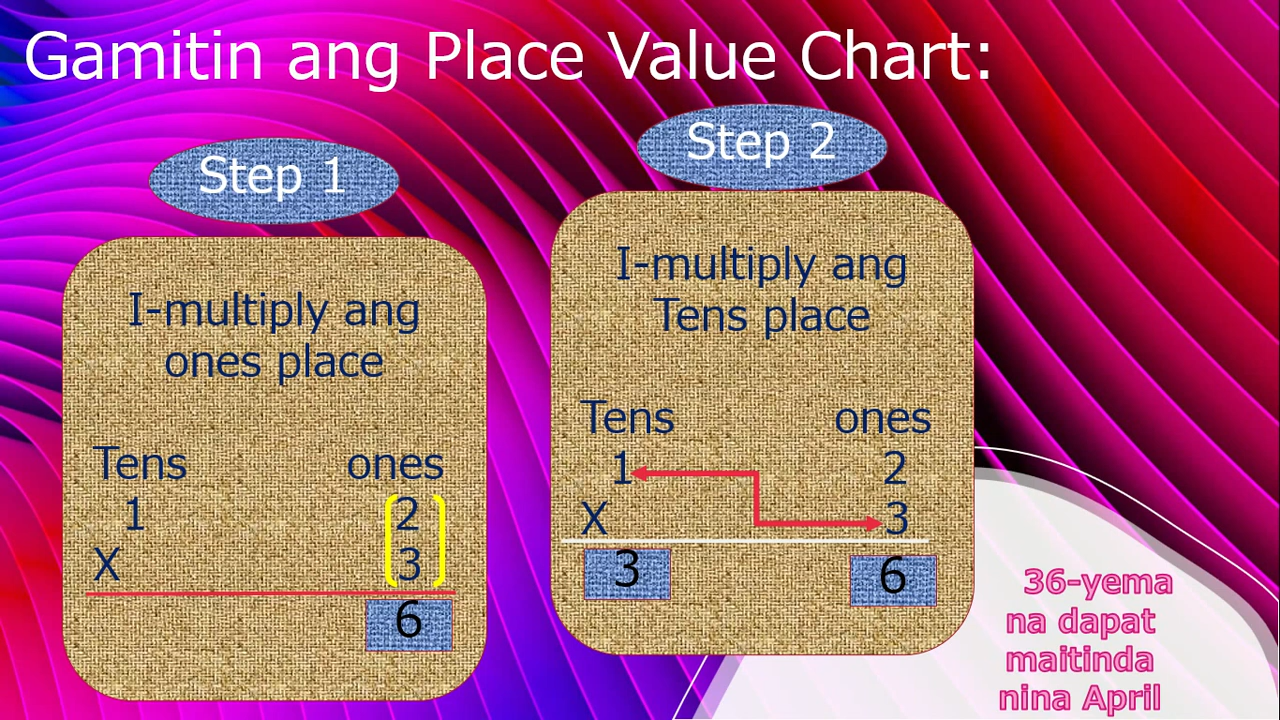 Gamitin ang Place Value Chart:
Step 1
I-multiply ang
ones place
Tens ones
1 2
X 3
6
Step 2
I-multiply ang
Tens place
Tens ones
1 2
X 3
3 6
36-yema
na dapat
maitinda
nina April